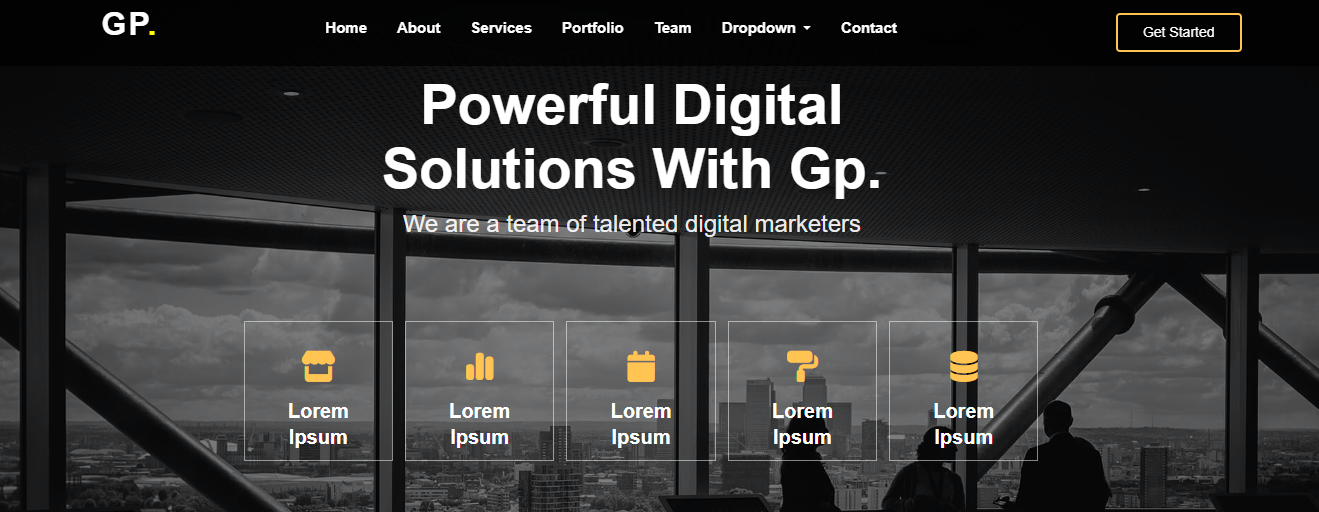 GP.
Home About Services Portfolio Team Dropdown Contact
Get Started
Powerful Digital
Solutions With Gp.
We are a team of talented digital marketers
Lorem Lorem Lorem Lorem Lorem
Ipsum Ipsum Ipsum Ipsum Ipsum